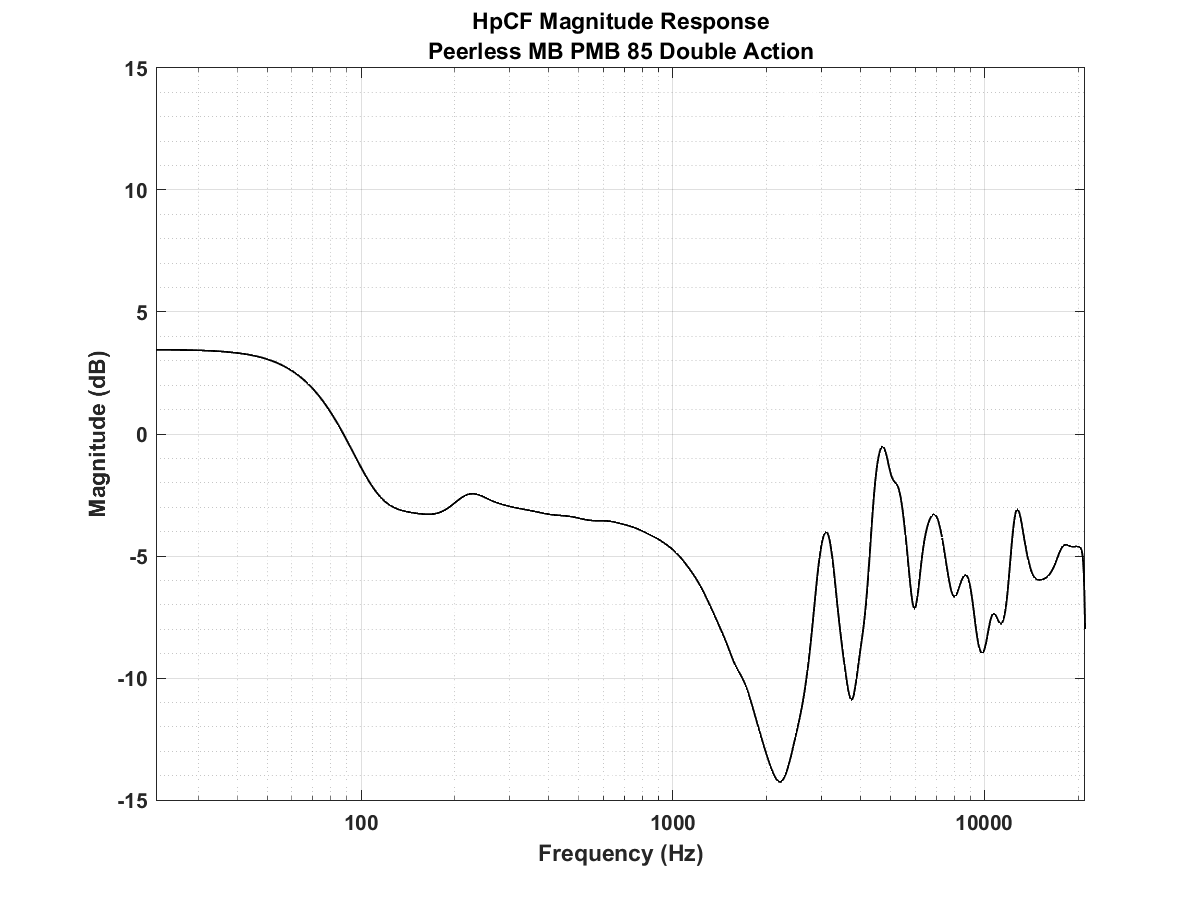 HpCF Magnitude Response
Peerless MB PMB 85 Double Action
15
10
5
0
-5
-10
-15
Magnitude (dB)
100
1000
10000
Frequency (Hz)